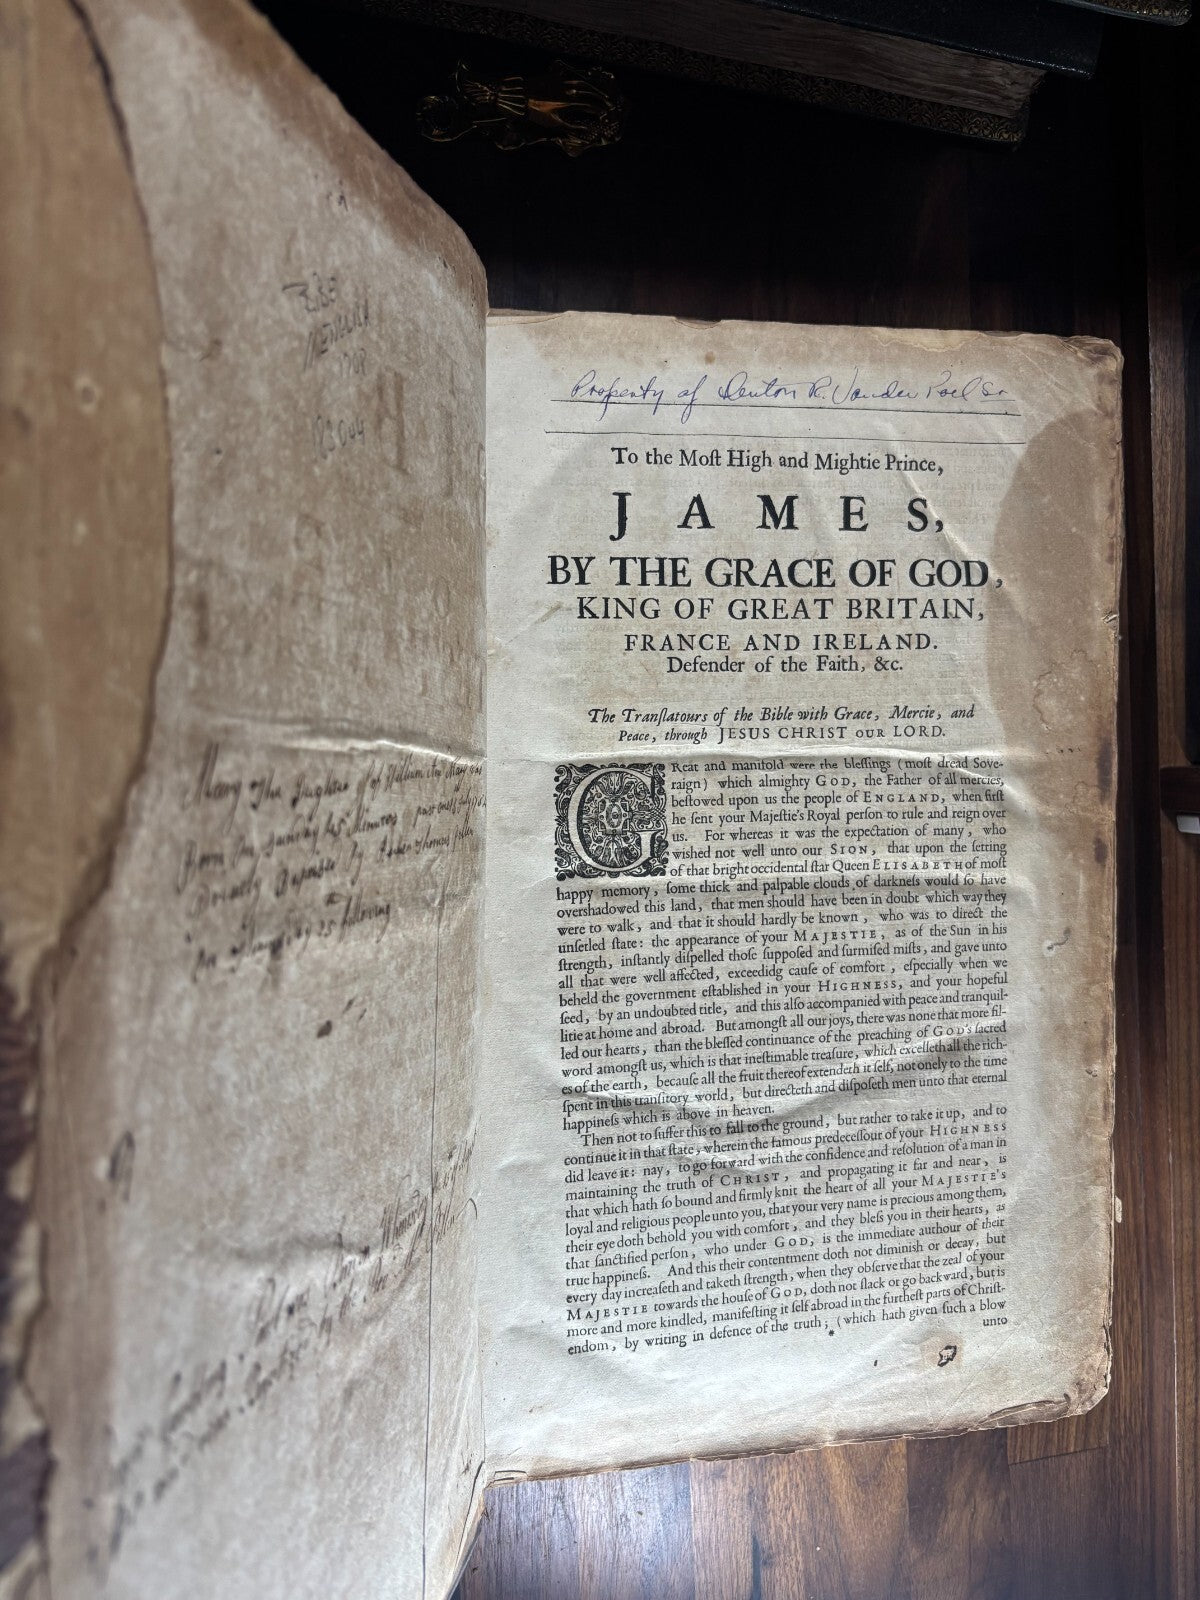 Property of Denton R. Vander Poel Sr
To the Moſt High and Mightie Prince,
JAMES,
BY THE GRACE OF GOD,
KING OF GREAT BRITAIN,
FRANCE AND IRELAND.
Defender of the Faith, &c.
The Tranſlatours of the Bible with Grace, Mercie, and
Peace, through JESUS CHRIST OUR LORD.
GReat and manifold were the bleſſings (moſt dread Sove-
raign) which almighty GOD, the Father of all mercies,
beſtowed upon us the people of ENGLAND, when firſt
he ſent your Majeſtie's Royal perſon to rule and reign over
us. For whereas it was the expectation of many, who
wiſhed not well unto our SION, that upon the ſetting
of that bright occidental ſtar Queen ELISABETH of moſt
happy memory, ſome thick and palpable clouds of darkneſs would ſo have
overſhadowed this land, that men should have been in doubt which way they
were to walk, and that it should hardly be known, who was to direct the
unſetled ſtate: the appearance of your MAJESTIE, as of the Sun in his
ſtrength, inſtantly diſpelled thoſe ſuppoſed and ſurmiſed miſts, and gave unto
all that were well affected, exceedidg cauſe of comfort, eſpecially when we
beheld the government eſtabliſhed in your HIGHNESS, and your hopeful
ſeed, by an undoubted title, and this alſo accompanied with peace and tranquil-
litie at home and abroad. But amongſt all our joys, there was none that more fil-
led our hearts, than the bleſſed continuance of the preaching of GOD's ſacred
word amongſt us, which is that ineſtimable treaſure, which excelleth all the rich-
es of the earth, becauſe all the fruit thereof extendeth it ſelf, not onely to the time
ſpent in this tranſitory world, but directeth and diſpoſeth men unto that eternal
happineſs which is above in heaven.
Then not to ſuffer this to fall to the ground, but rather to take it up, and to
continue it in that ſtate, wherein the famous predeceſſour of your HIGHNESS
did leave it: nay, to go forward with the confidence and reſolution of a man in
maintaining the truth of CHRIST, and propagating it far and near, is
that which hath ſo bound and firmly knit the heart of all your MAJESTIE'S
loyal and religious people unto you, that your very name is precious among them,
their eye doth behold you with comfort, and they bleſs you in their hearts, as
that ſanctified perſon, who under GOD, is the immediate authour of their
true happineſs. And this their contentment doth not diminish or decay, but
every day increaſeth and taketh ſtrength, when they obſerve that the zeal of your
MAJESTIE towards the houſe of GOD, doth not ſlack or go backward, but is
more and more kindled, manifeſting it ſelf abroad in the furtheſt parts of Chriſt-
endom, by writing in defence of the truth; (which hath given ſuch a blow
unto
Mary The
born on Sunday
by Thomas
on Thursday 25 following